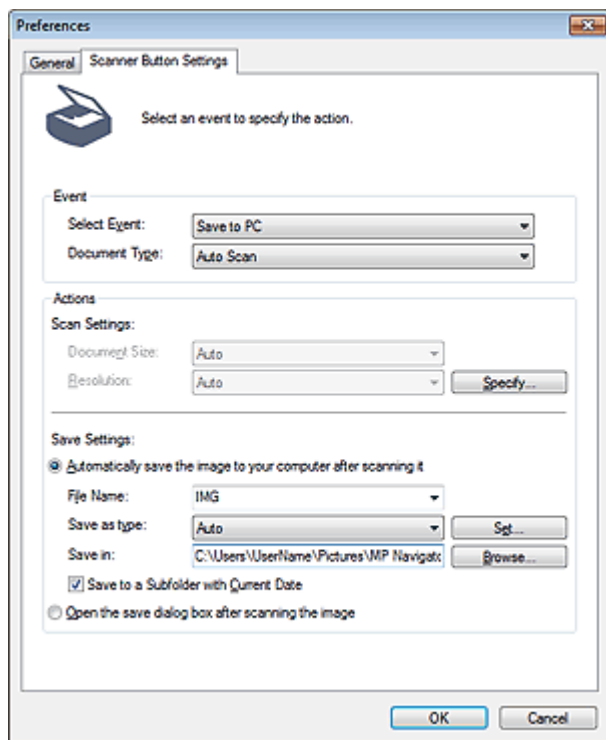 Preferences
General Scanner Button Settings
Select an event to specify the action.
Event
Select Event: Save to PC
Document Type: Auto Scan
Actions
Scan Settings:
Document Size: Auto
Resolution: Auto Specify...
Save Settings:
Automatically save the image to your computer after scanning it
File Name: IMG
Save as type: Auto Set...
Save in: C:\Users\UserName\Pictures\MP Navigato Browse...
Save to a Subfolder with Current Date
Open the save dialog box after scanning the image
OK Cancel